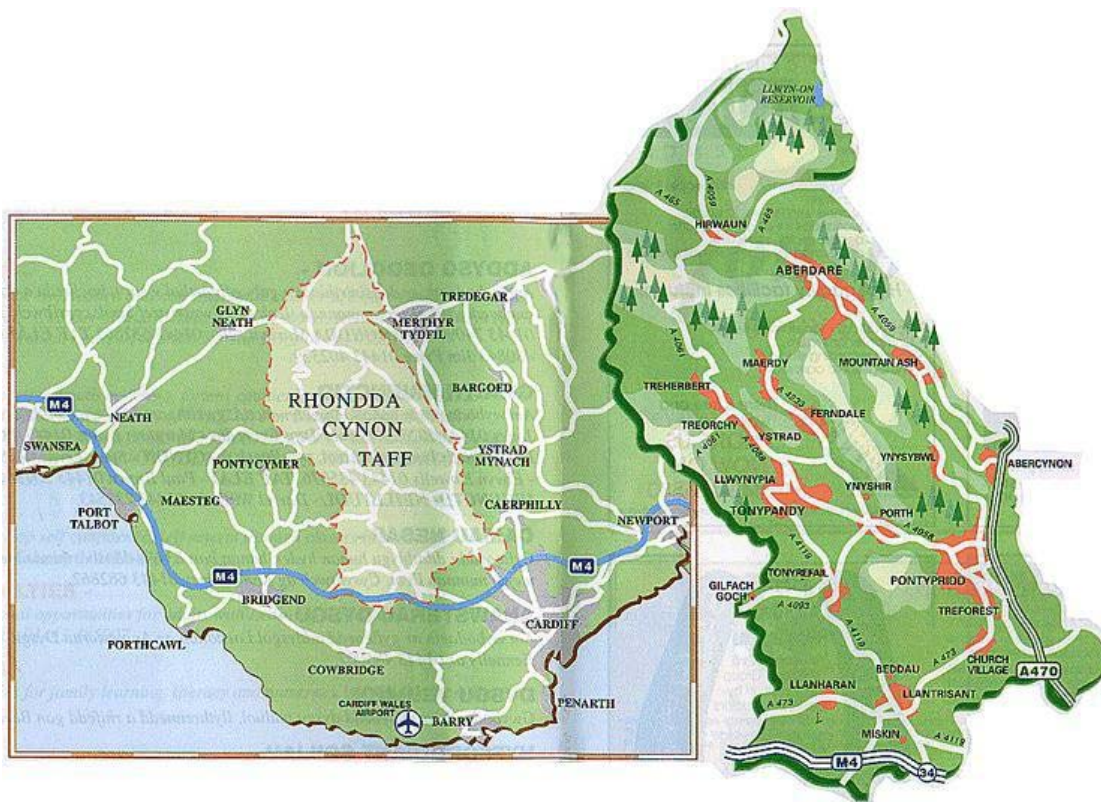 LLWYN-ON
RESERVOIR
A 465
A 4059
A 465
HIRWAUN
ABERDARE
A 4059
A 4061
MAERDY
MOUNTAIN ASH
TREHERBERT
A 4233
FERNDALE
TREORCHY
A 4061
YSTRAD
A 4058
YNYSYBWL
ABERCYNON
LLWYNYPIA
YNYSHIR
TONYPANDY
PORTH
A 4058
A 4119
TONYREFAIL
PONTYPRIDD
GILFACH
GOCH
A 4093
TREFOREST
A 4119
CHURCH
VILLAGE
A470
BEDDAU
A 473
LLANHARAN
LLANTRISANT
A 473
MISKIN
A 4119
M4
34
GLYN
NEATH
TREDEGAR
MERTHYR
TYDFIL
BARGOED
RHONDDA
CYNON
TAFF
M4
NEATH
SWANSEA
YSTRAD
MYNACH
PONTYCYMER
MAESTEG
PORT
TALBOT
CAERPHILLY
NEWPORT
M4
M4
BRIDGEND
CARDIFF
PORTHCAWL
COWBRIDGE
PENARTH
CARDIFF WALES
AIRPORT
BARRY